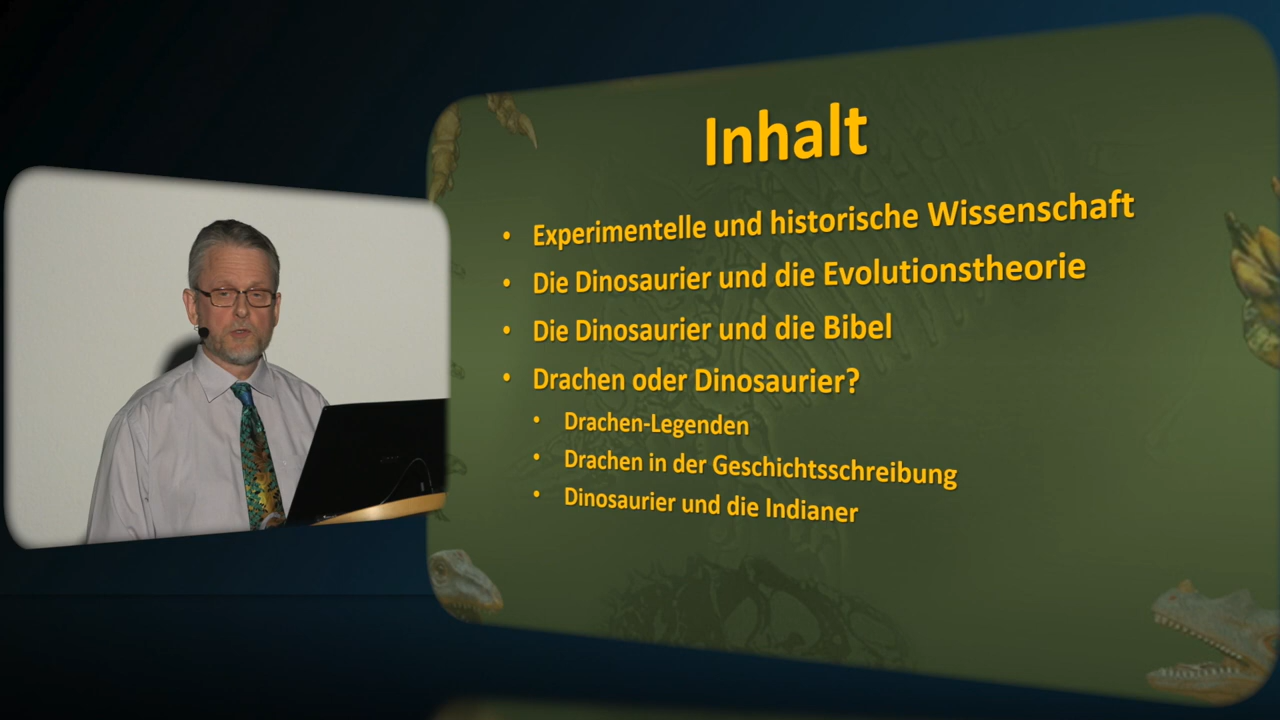 Inhalt
• Experimentelle und historische Wissenschaft
• Die Dinosaurier und die Evolutionstheorie
• Die Dinosaurier und die Bibel
• Drachen oder Dinosaurier?
• Drachen-Legenden
• Drachen in der Geschichtsschreibung
• Dinosaurier und die Indianer